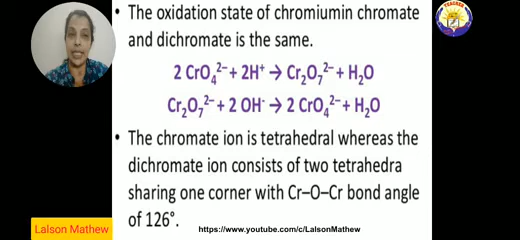 • The oxidation state of chromiumin chromate
and dichromate is the same.
2 CrO₄²⁻ + 2H⁺ → Cr₂O₇²⁻ + H₂O
Cr₂O₇²⁻ + 2 OH⁻ → 2 CrO₄²⁻ + H₂O
• The chromate ion is tetrahedral whereas the
dichromate ion consists of two tetrahedra
sharing one corner with Cr–O–Cr bond angle
of 126°.
Lalson Mathew
https://www.youtube.com/c/LalsonMathew